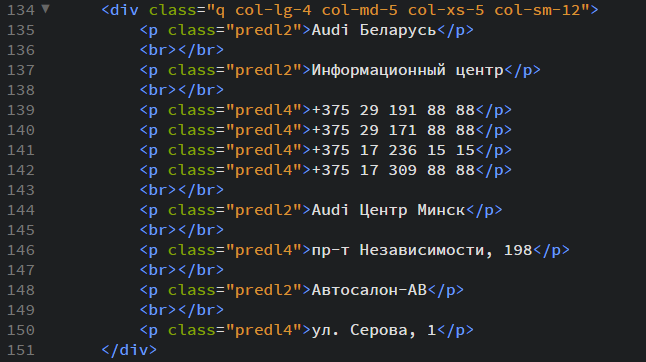 134 <div class="q col-lg-4 col-md-5 col-xs-5 col-sm-12">
135 <p class="predl2">Audi Беларусь</p>
136 <br></br>
137 <p class="predl2">Информационный центр</p>
138 <br></br>
139 <p class="predl4">+375 29 191 88 88</p>
140 <p class="predl4">+375 29 171 88 88</p>
141 <p class="predl4">+375 17 236 15 15</p>
142 <p class="predl4">+375 17 309 88 88</p>
143 <br></br>
144 <p class="predl2">Audi Центр Минск</p>
145 <br></br>
146 <p class="predl4">пр-т Независимости, 198</p>
147 <br></br>
148 <p class="predl2">Автосалон-АВ</p>
149 <br></br>
150 <p class="predl4">ул. Серова, 1</p>
151 </div>